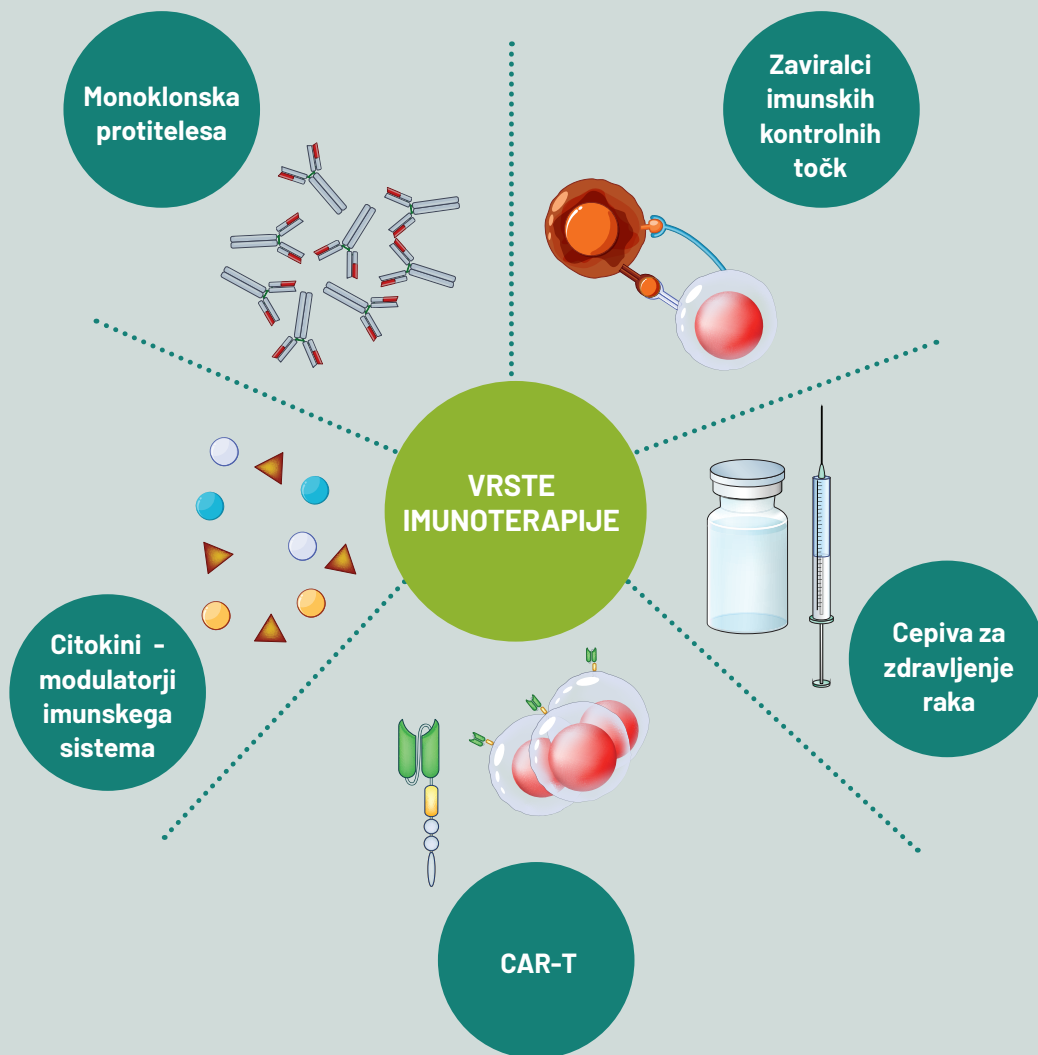 Monoklonska
protitelesa
Zaviralci
imunskih
kontrolnih
točk
VRSTE
IMUNOTERAPIJE
Citokini -
modulatorji
imunskega
sistema
Cepiva za
zdravljenje
raka
CAR-T